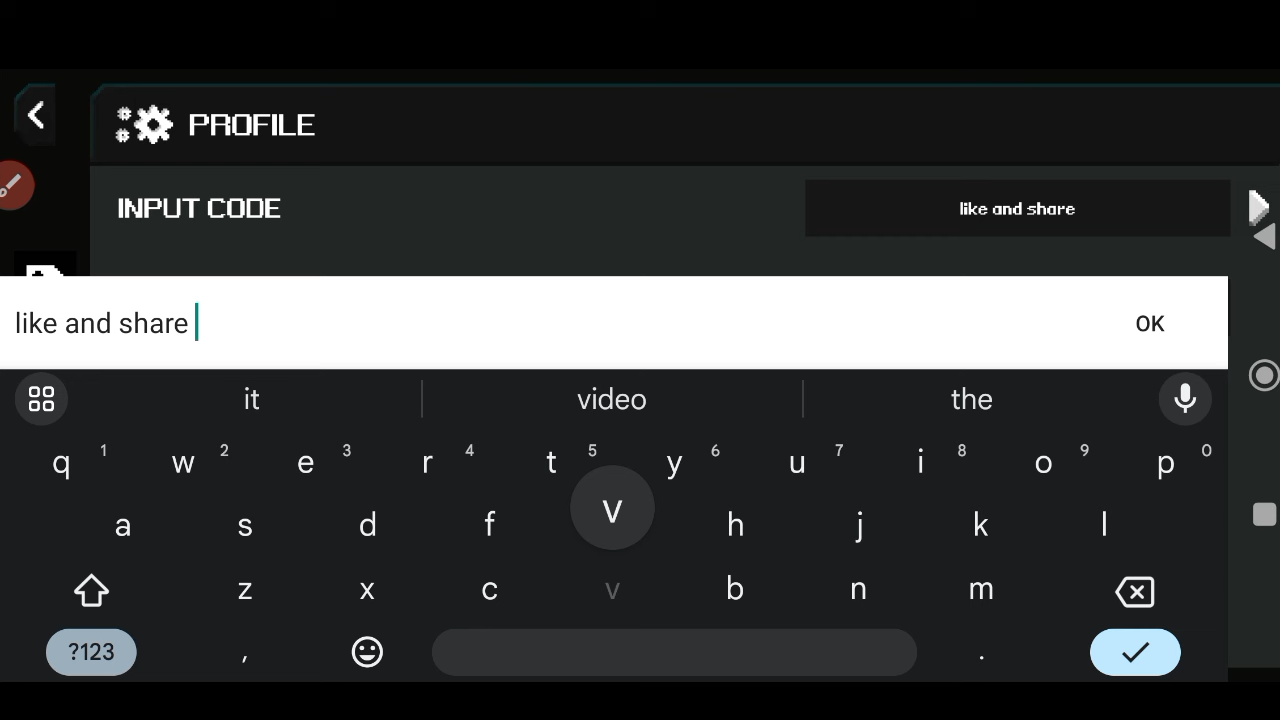 PROFILE
INPUT CODE
like and share
like and share
OK
it video the
q 1 w 2 e 3 r 4 t 5 y 6 u 7 i 8 o 9 p 0
a s d f v h j k l
z x c v b n m
?123 , .